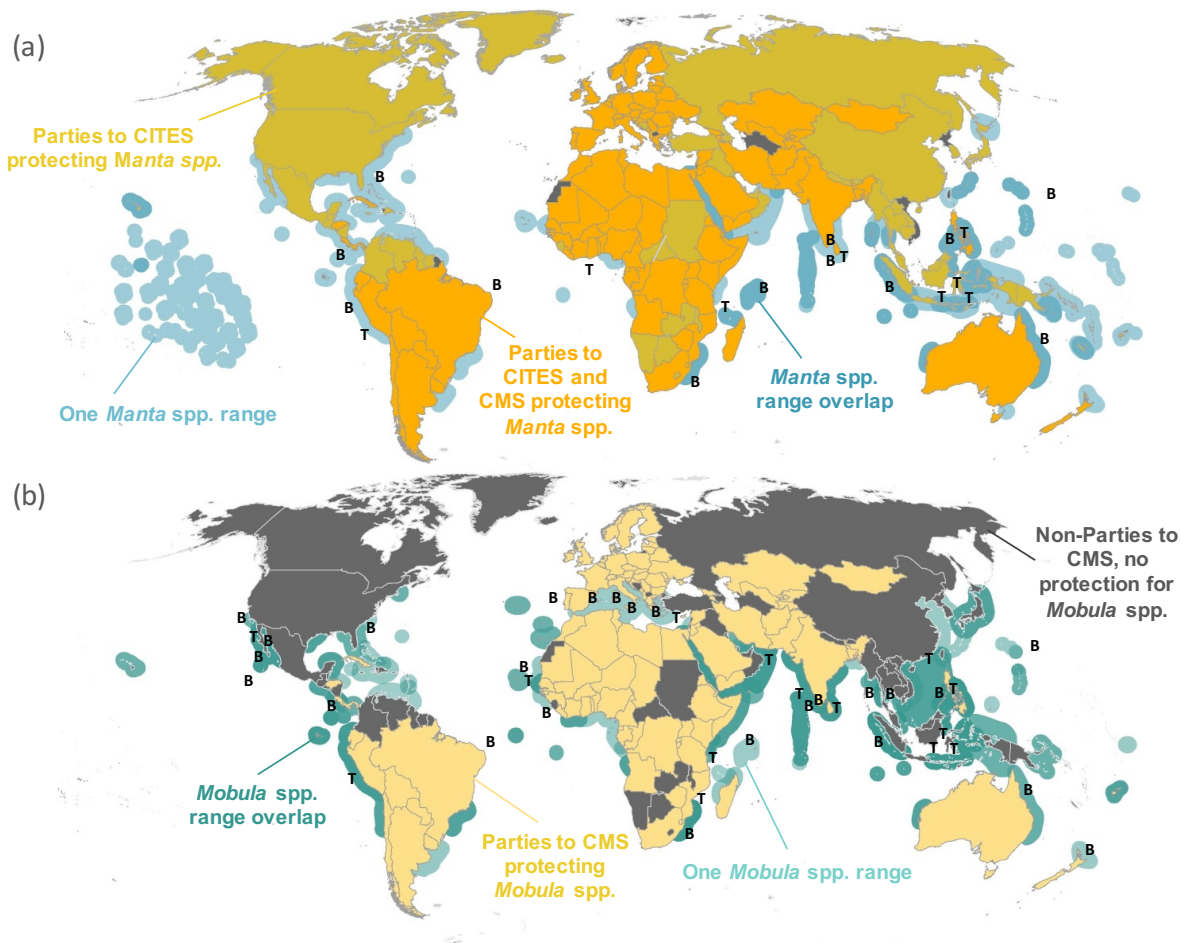 (a)
Parties to CITES
protecting Manta spp.
B
B
B
B
B
T
B
T
B
T
B
B
T
B
T
B
B
T
T
T
B
One Manta spp. range
Parties to
CITES and
CMS protecting
Manta spp.
Manta spp.
range overlap
(b)
Non-Parties to
CMS, no
protection for
Mobula spp.
B
T
B
B
B
B
B
B
T
B
B
B
B
B
B
T
B
T
T
T
B
B
T
B
T
B
B
B
T
T
B
B
T
T
B
T
T
B
B
B
B
Mobula spp.
range overlap
Parties to CMS
protecting
Mobula spp.
One Mobula spp. range